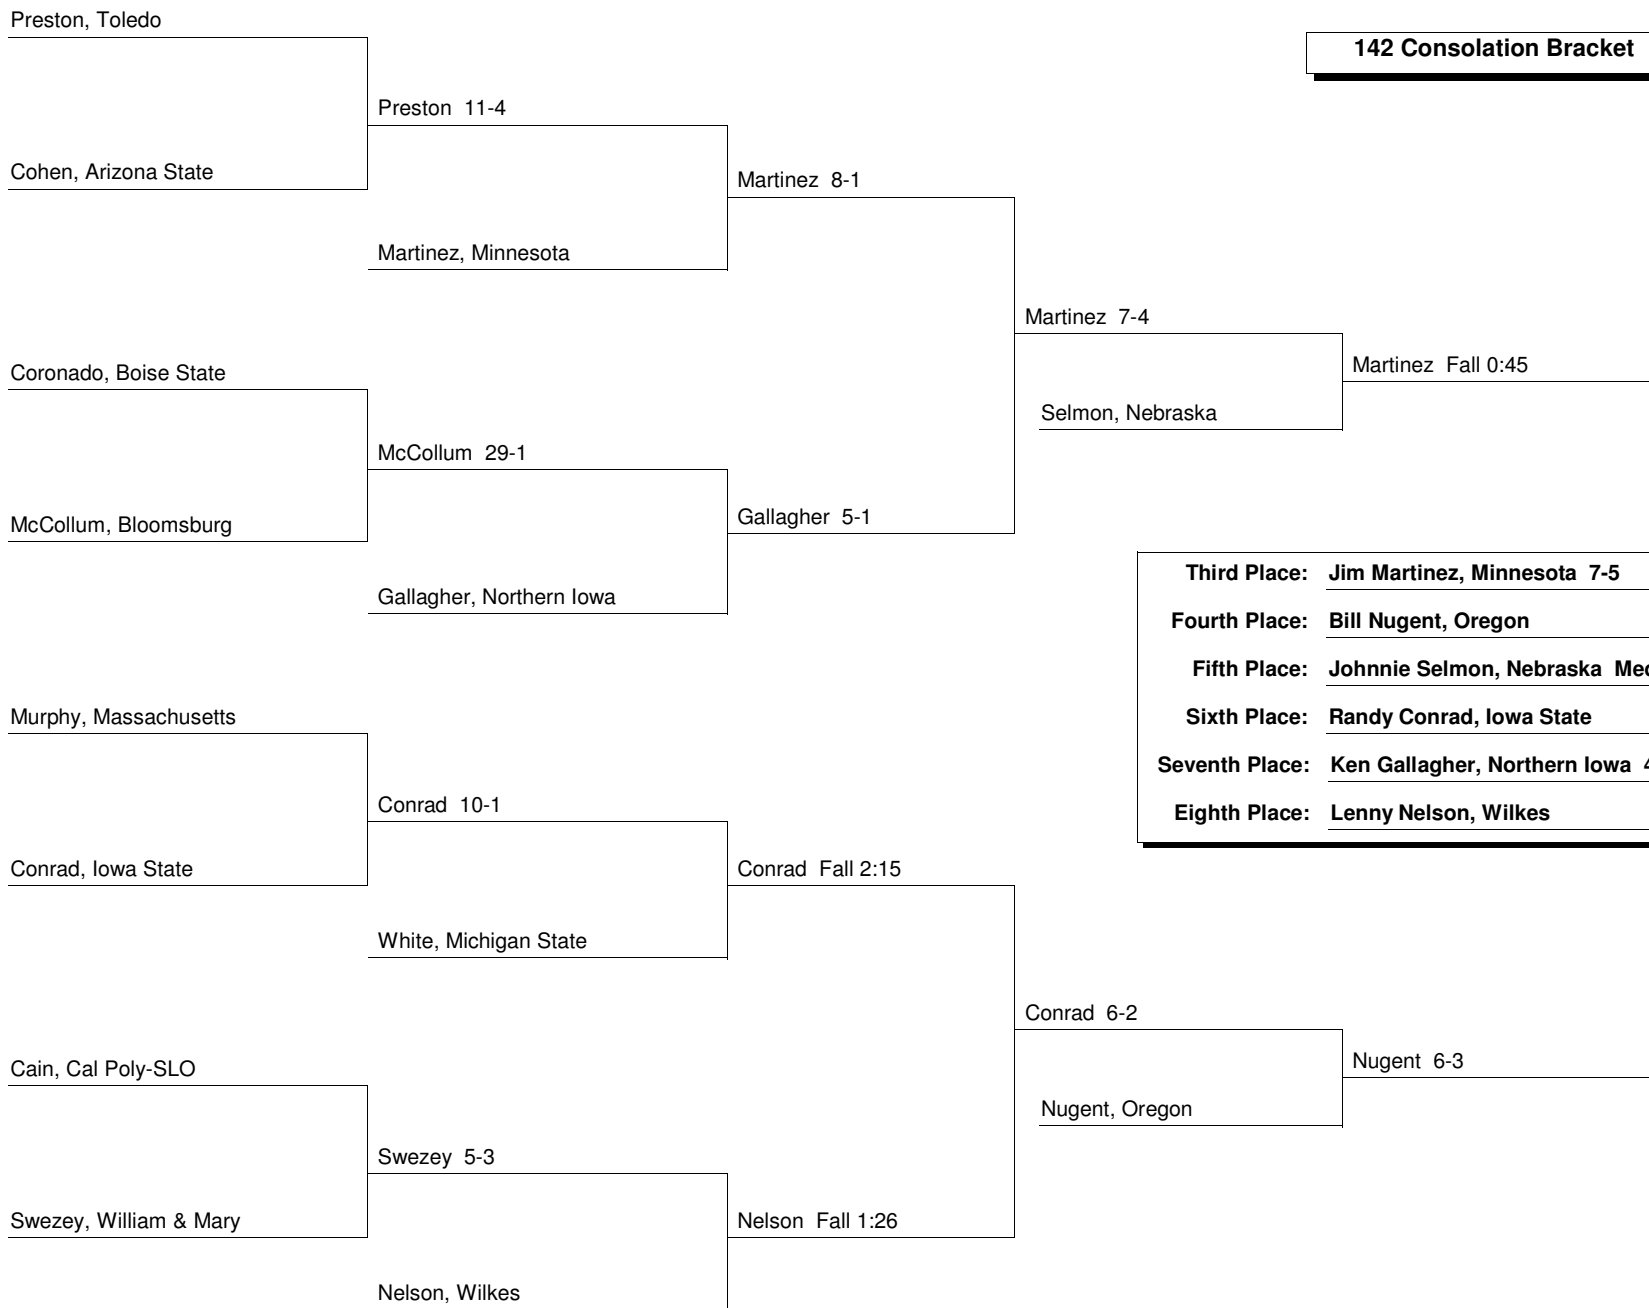 Preston, Toledo
142 Consolation Bracket
Preston 11-4
Cohen, Arizona State
Martinez 8-1
Martinez, Minnesota
Martinez 7-4
Coronado, Boise State
Martinez Fall 0:45
Selmon, Nebraska
McCollum 29-1
McCollum, Bloomsburg
Gallagher 5-1
Gallagher, Northern Iowa
Third Place: Jim Martinez, Minnesota 7-5
Fourth Place: Bill Nugent, Oregon
Fifth Place: Johnnie Selmon, Nebraska
Sixth Place: Randy Conrad, Iowa State
Seventh Place: Ken Gallagher, Northern Iowa
Eighth Place: Lenny Nelson, Wilkes
Murphy, Massachusetts
Conrad 10-1
Conrad, Iowa State
Conrad Fall 2:15
White, Michigan State
Conrad 6-2
Cain, Cal Poly-SLO
Nugent 6-3
Nugent, Oregon
Swezey 5-3
Swezey, William & Mary
Nelson Fall 1:26
Nelson, Wilkes